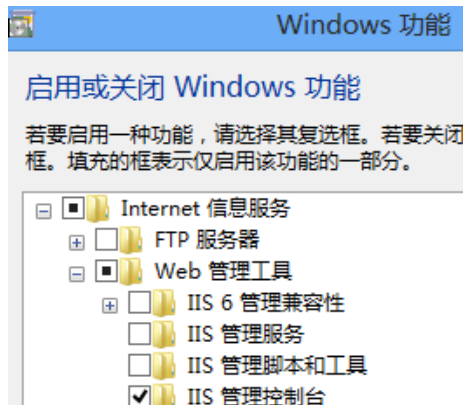 Windows 功能
启用或关闭 Windows 功能
若要启用一种功能，请选择其复选框。若要关闭
框。填充的框表示仅启用该功能的一部分。
Internet 信息服务
FTP 服务器
Web 管理工具
IIS 6 管理兼容性
IIS 管理服务
IIS 管理脚本和工具
IIS 管理控制台